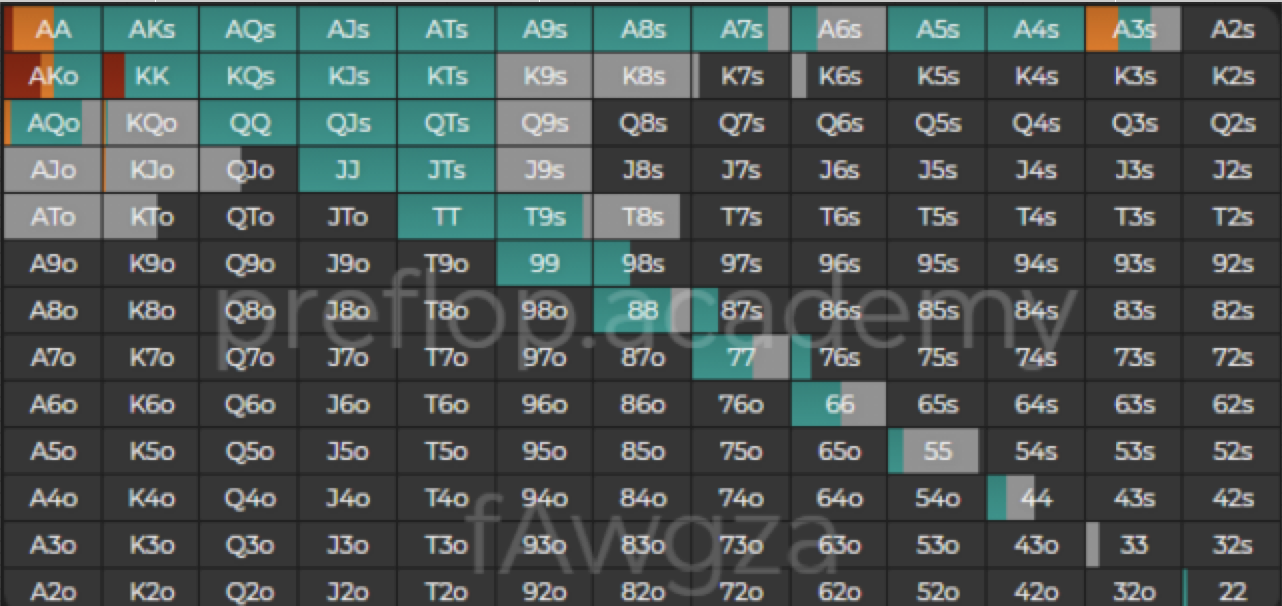 AA AKs AQs AJs ATs A9s A8s A7s A6s A5s A4s A3s A2s
AKo KK KQs KJs KTs K9s K8s K7s K6s K5s K4s K3s K2s
AQo KQo QQ QJs QTs Q9s Q8s Q7s Q6s Q5s Q4s Q3s Q2s
AJo KJo QJo JJ JTs J9s J8s J7s J6s J5s J4s J3s J2s
ATo KTo QTo JTo TT T9s T8s T7s T6s T5s T4s T3s T2s
A9o K9o Q9o J9o T9o 99 98s 97s 96s 95s 94s 93s 92s
A8o K8o Q8o J8o T8o 98o 88 87s 86s 85s 84s 83s 82s
preflop.academy
A7o K7o Q7o J7o T7o 97o 87o 77 76s 75s 74s 73s 72s
A6o K6o Q6o J6o T6o 96o 86o 76o 66 65s 64s 63s 62s
A5o K5o Q5o J5o T5o 95o 85o 75o 65o 55 54s 53s 52s
A4o K4o Q4o J4o T4o 94o 84o 74o 64o 54o 44 43s 42s
fAwgza
A3o K3o Q3o J3o T3o 93o 83o 73o 63o 53o 43o 33 32s
A2o K2o Q2o J2o T2o 92o 82o 72o 62o 52o 42o 32o 22